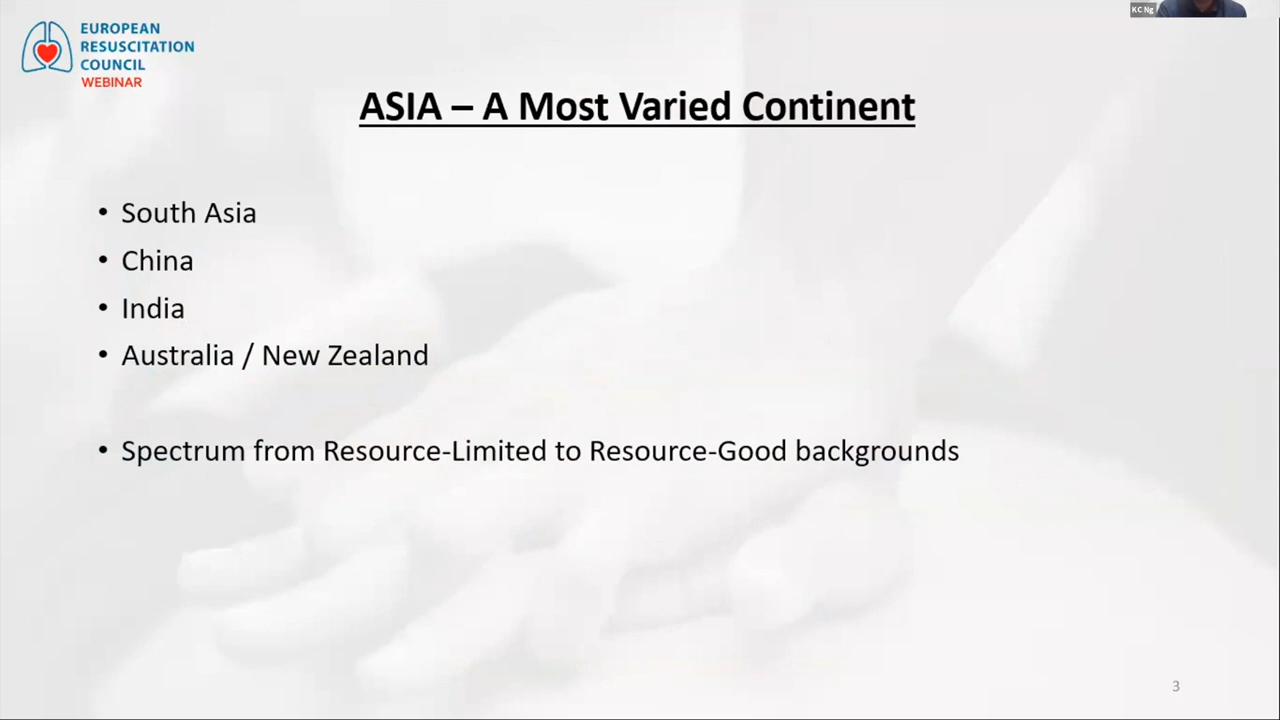 KC Ng
EUROPEAN
RESUSCITATION
COUNCIL
WEBINAR
ASIA – A Most Varied Continent
• South Asia
• China
• India
• Australia / New Zealand
• Spectrum from Resource-Limited to Resource-Good backgrounds
3